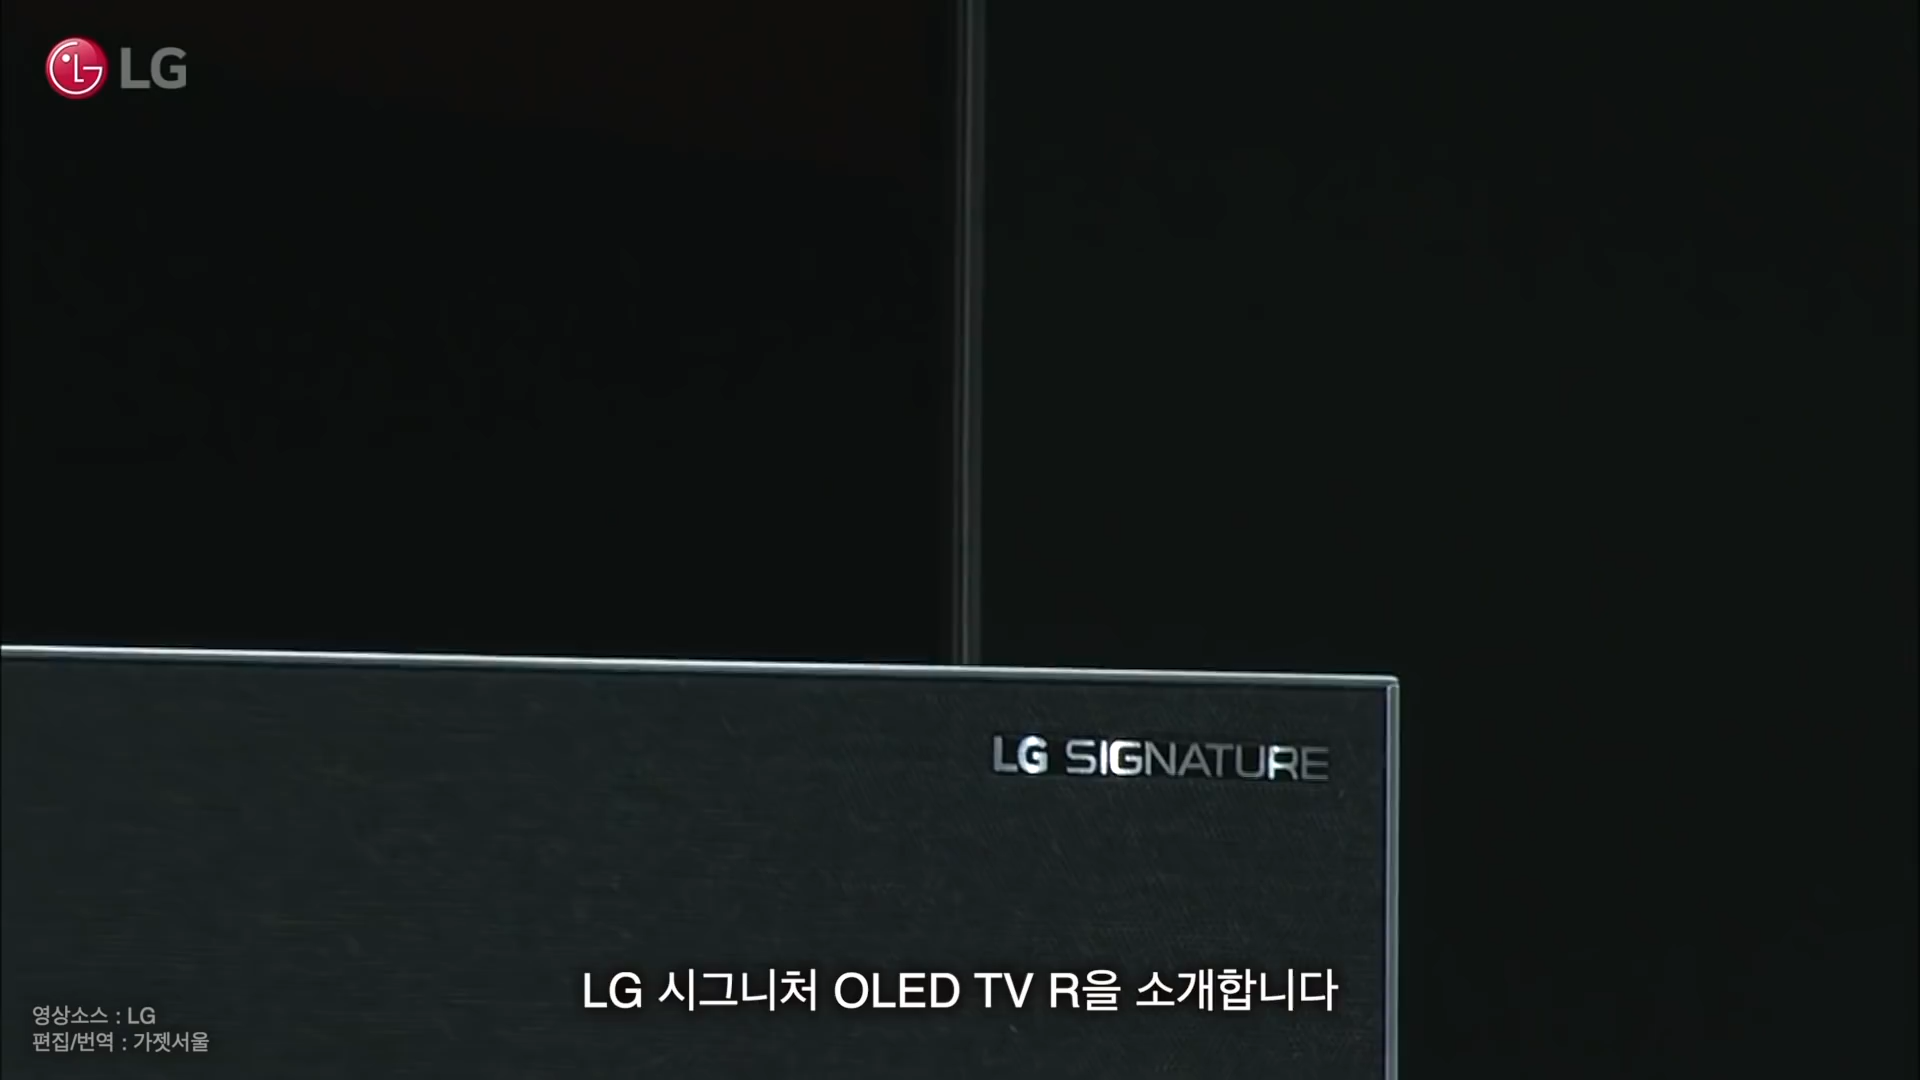 LG
LG SIGNATURE
LG 시그니처 OLED TV R을 소개합니다
영상소스 : LG
편집/번역 : 가젯서울